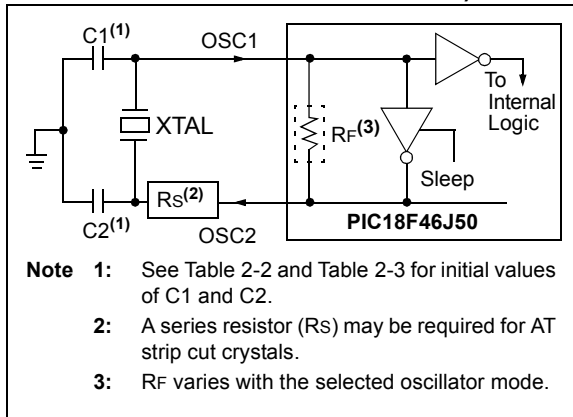 C1(1)
OSC1
To
Internal
Logic
XTAL
RF(3)
Sleep
RS(2)
C2(1)
OSC2
PIC18F46J50
Note 1: See Table 2-2 and Table 2-3 for initial values
of C1 and C2.
2: A series resistor (RS) may be required for AT
strip cut crystals.
3: RF varies with the selected oscillator mode.